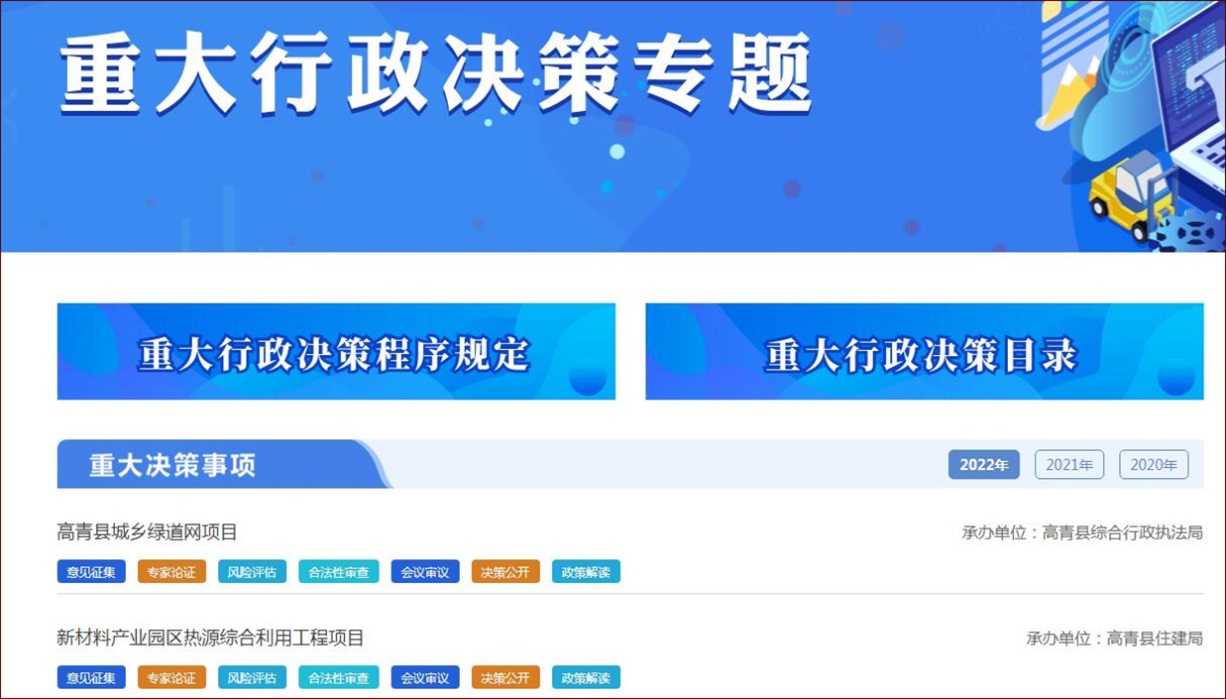 重大行政决策专题
重大行政决策程序规定 重大行政决策目录
重大决策事项 2022年 2021年 2020年
高青县城乡绿道网项目 承办单位：高青县综合行政执法局
意见征集 专家论证 风险评估 合法性审查 会议审议 决策公开 政策解读
新材料产业园区热源综合利用工程项目 承办单位：高青县住建局
意见征集 专家论证 风险评估 合法性审查 会议审议 决策公开 政策解读